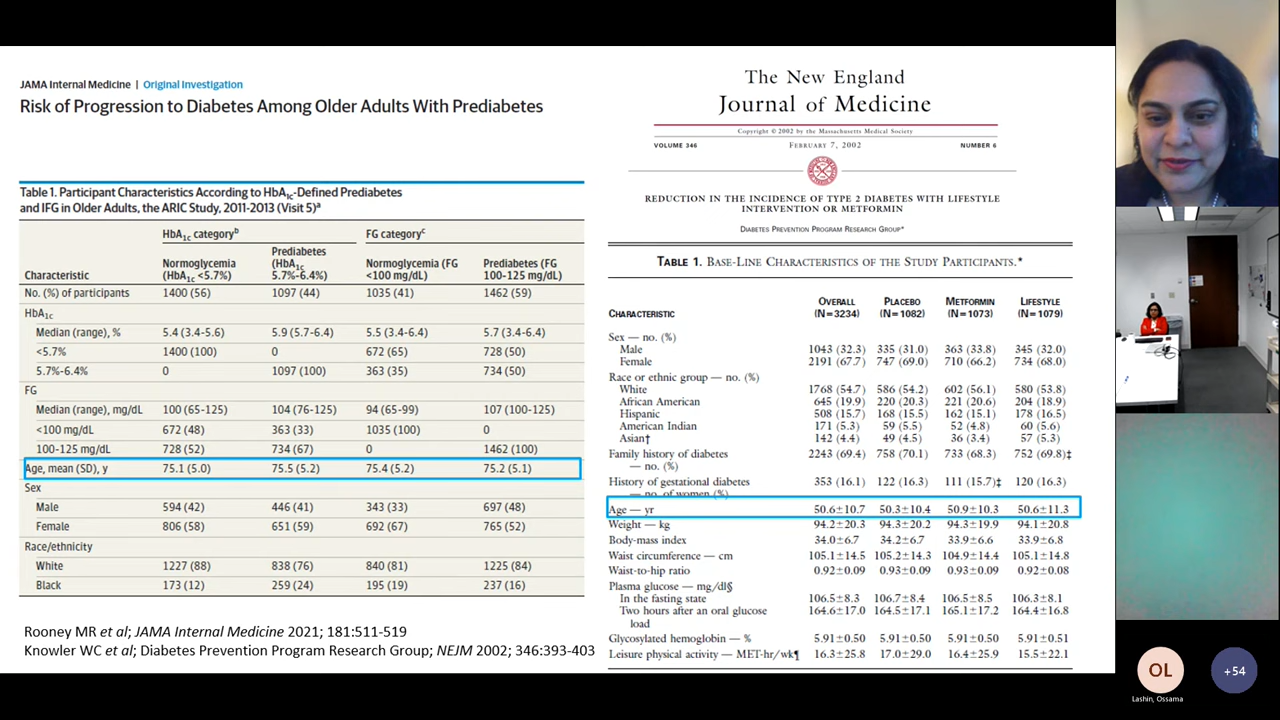 JAMA Internal Medicine | Original Investigation
Risk of Progression to Diabetes Among Older Adults With Prediabetes
Table 1. Participant Characteristics According to HbA1c-Defined Prediabetes
and IFG in Older Adults, the ARIC Study, 2011-2013 (Visit 5)a
HbA1c categoryb FG categoryc
Characteristic Normoglycemia (HbA1c <5.7%) Prediabetes (HbA1c 5.7%-6.4%) Normoglycemia (FG <100 mg/dL) Prediabetes (FG 100-125 mg/dL)
No. (%) of participants 1400 (56) 1097 (44) 1035 (41) 1462 (59)
HbA1c
Median (range), % 5.4 (3.4-5.6) 5.9 (5.7-6.4) 5.5 (3.4-6.4) 5.7 (3.4-6.4)
<5.7% 1400 (100) 0 672 (65) 728 (50)
5.7%-6.4% 0 1097 (100) 363 (35) 734 (50)
FG
Median (range), mg/dL 100 (65-125) 104 (76-125) 94 (65-99) 107 (100-125)
<100 mg/dL 672 (48) 363 (33) 1035 (100) 0
100-125 mg/dL 728 (52) 734 (67) 0 1462 (100)
Age, mean (SD), y 75.1 (5.0) 75.5 (5.2) 75.4 (5.2) 75.2 (5.1)
Sex
Male 594 (42) 446 (41) 343 (33) 697 (48)
Female 806 (58) 651 (59) 692 (67) 765 (52)
Race/ethnicity
White 1227 (88) 838 (76) 840 (81) 1225 (84)
Black 173 (12) 259 (24) 195 (19) 237 (16)
Rooney MR et al; JAMA Internal Medicine 2021; 181:511-519
Knowler WC et al; Diabetes Prevention Program Research Group; NEJM 2002; 346:393-403
The New England
Journal of Medicine
Copyright © 2002 by the Massachusetts Medical Society
VOLUME 346 FEBRUARY 7, 2002 NUMBER 6
REDUCTION IN THE INCIDENCE OF TYPE 2 DIABETES WITH LIFESTYLE
INTERVENTION OR METFORMIN
DIABETES PREVENTION PROGRAM RESEARCH GROUP*
TABLE 1. BASE-LINE CHARACTERISTICS OF THE STUDY PARTICIPANTS.*
CHARACTERISTIC OVERALL (N=3234) PLACEBO (N=1082) METFORMIN (N=1073) LIFESTYLE (N=1079)
Sex — no. (%)
Male 1043 (32.3) 335 (31.0) 363 (33.8) 345 (32.0)
Female 2191 (67.7) 747 (69.0) 710 (66.2) 734 (68.0)
Race or ethnic group — no. (%)
White 1768 (54.7) 586 (54.2) 602 (56.1) 580 (53.8)
African American 645 (19.9) 220 (20.3) 221 (20.6) 204 (18.9)
Hispanic 508 (15.7) 168 (15.5) 162 (15.1) 178 (16.5)
American Indian 171 (5.3) 59 (5.5) 52 (4.8) 60 (5.6)
Asian† 142 (4.4) 49 (4.5) 36 (3.4) 57 (5.3)
Family history of diabetes 2243 (69.4) 758 (70.1) 733 (68.3) 752 (69.8)‡
— no. (%)
History of gestational diabetes 353 (16.1) 122 (16.3) 111 (15.7)‡ 120 (16.3)
— no. of women (%)
Age — yr 50.6±10.7 50.3±10.4 50.9±10.3 50.6±11.3
Weight — kg 94.2±20.3 94.3±20.2 94.3±19.9 94.1±20.8
Body-mass index 34.0±6.7 34.2±6.7 33.9±6.6 33.9±6.8
Waist circumference — cm 105.1±14.5 105.2±14.3 104.9±14.4 105.1±14.8
Waist-to-hip ratio 0.92±0.09 0.93±0.09 0.93±0.09 0.92±0.08
Plasma glucose — mg/dl§
In the fasting state 106.5±8.3 106.7±8.4 106.5±8.5 106.3±8.1
Two hours after an oral glucose 164.6±17.0 164.5±17.1 165.1±17.2 164.4±16.8
load
Glycosylated hemoglobin — % 5.91±0.50 5.91±0.50 5.91±0.50 5.91±0.51
Leisure physical activity — MET-hr/wk¶ 16.3±25.8 17.0±29.0 16.4±25.9 15.5±22.1
OL
Lashin, Ossama
+54